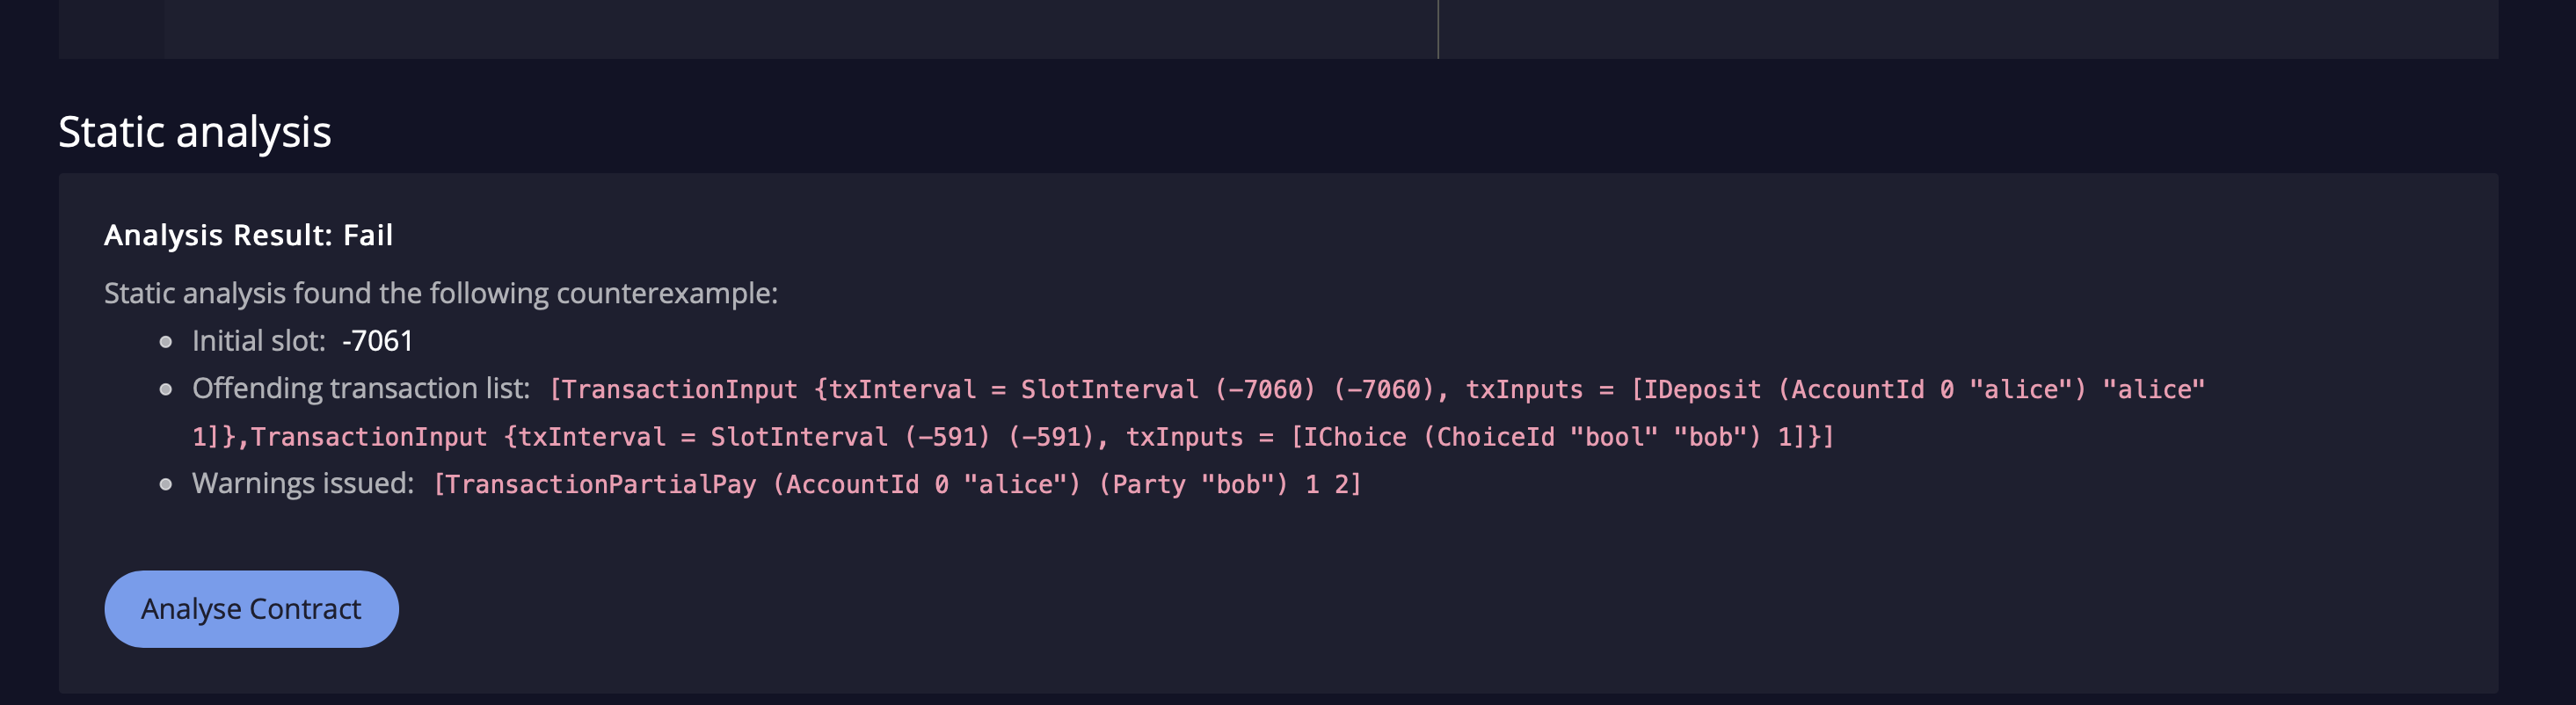 Static analysis
Analysis Result: Fail
Static analysis found the following counterexample:
Initial slot: -7061
Offending transaction list: [TransactionInput {txInterval = SlotInterval (-7060) (-7060), txInputs = [IDeposit (AccountId 0 "alice") "alice"
1]},TransactionInput {txInterval = SlotInterval (-591) (-591), txInputs = [IChoice (ChoiceId "bool" "bob") 1]}]
Warnings issued: [TransactionPartialPay (AccountId 0 "alice") (Party "bob") 1 2]
Analyse Contract